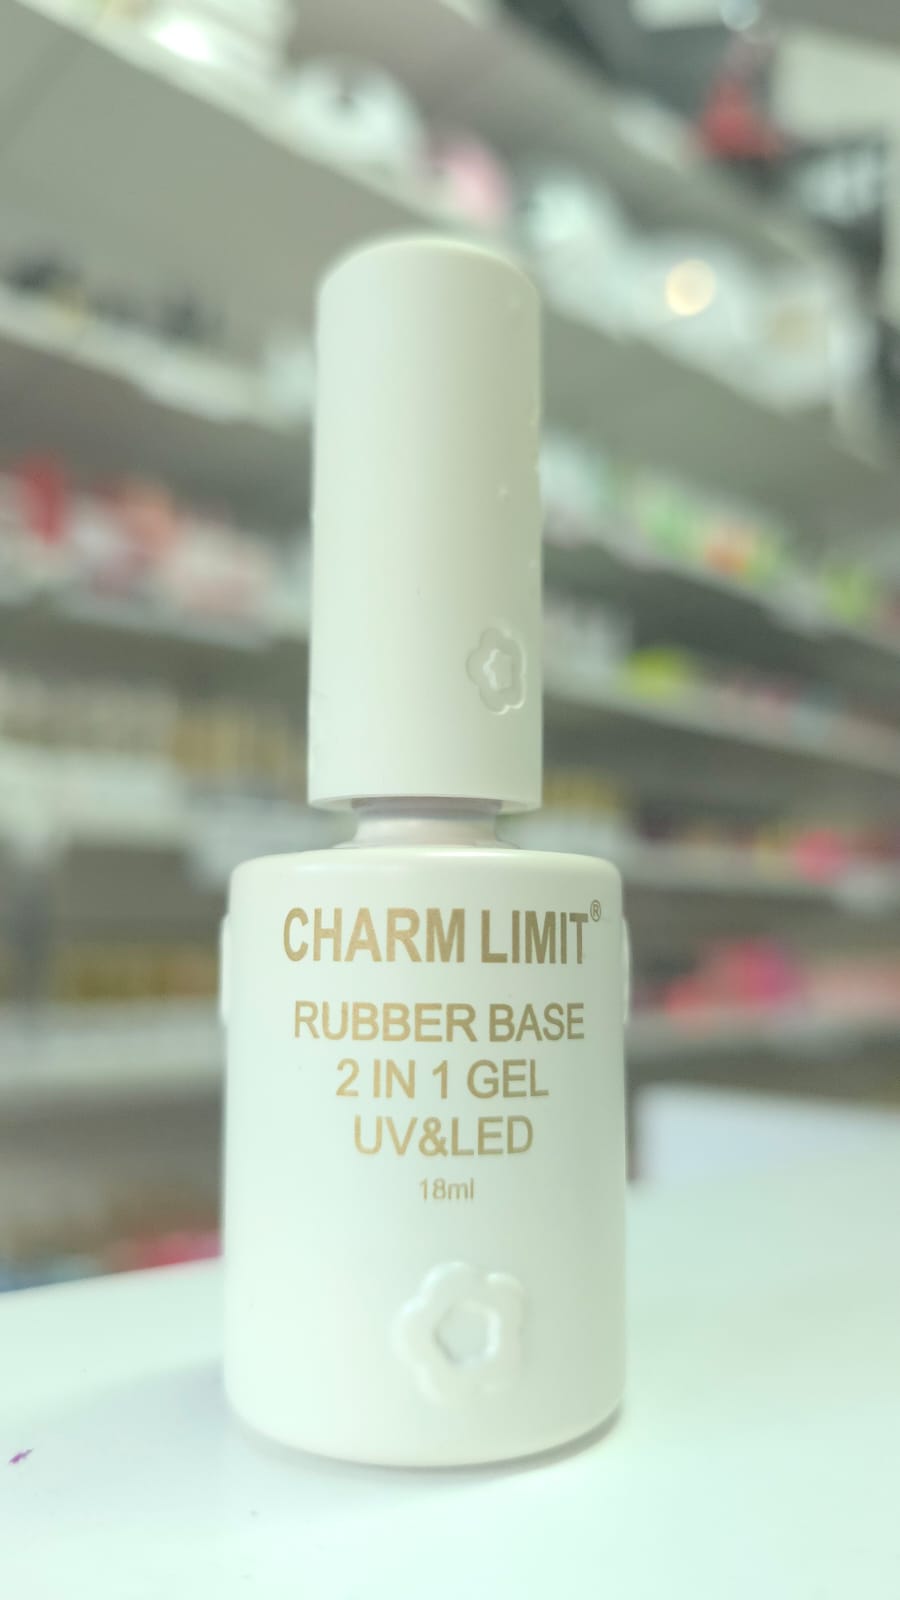 CHARM LIMIT®
RUBBER BASE
2 IN 1 GEL
UV&LED
18ml